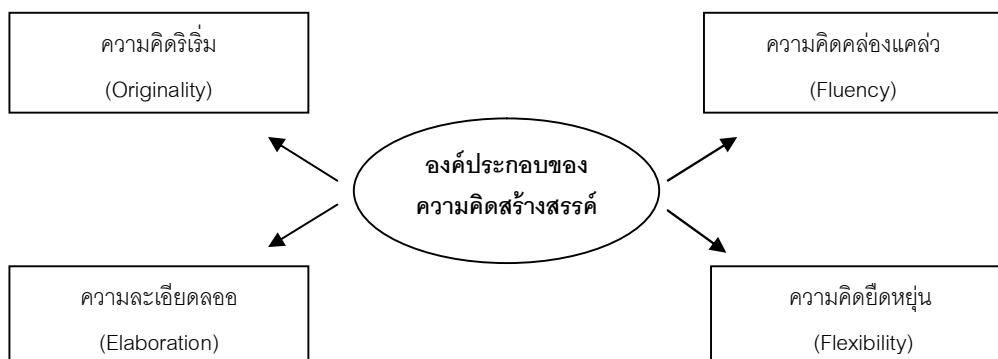 ความคิดริเริ่ม
(Originality)
ความคิดคล่องแคล่ว
(Fluency)
องค์ประกอบของ
ความคิดสร้างสรรค์
ความละเอียดลออ
(Elaboration)
ความคิดยืดหยุ่น
(Flexibility)